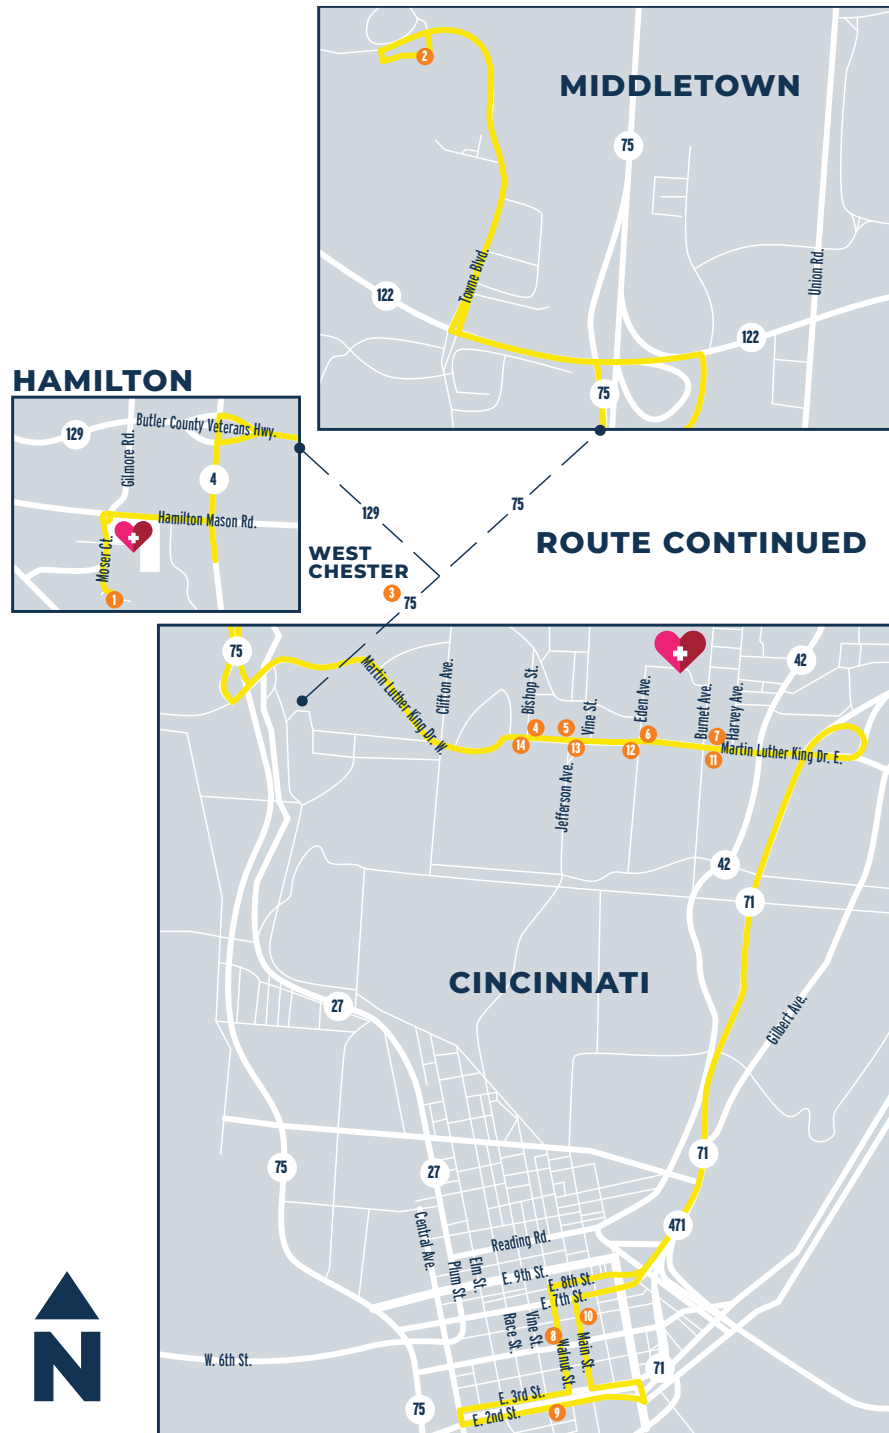 2
MIDDLETOWN
75
Towne Blvd.
Union Rd.
122
122
75
HAMILTON
129
Butler County Veterans Hwy.
Gilmore Rd.
4
Hamilton Mason Rd.
Moser Ct.
1
129
75
WEST
CHESTER
3
75
ROUTE CONTINUED
75
42
Martin Luther King Dr. W.
Clifton Ave.
Bishop St.
4
5
Vine St.
Eden Ave.
6
Burnet Ave.
Harvey Ave.
7
14
13
12
11
Martin Luther King Dr. E.
Jefferson Ave.
42
71
CINCINNATI
27
Gilbert Ave.
75
27
71
471
Central Ave.
Reading Rd.
Plum St.
Elm St.
E. 9th St.
E. 8th St.
E. 7th St.
Race St.
Vine St.
8
Walnut St.
10
Main St.
W. 6th St.
71
75
E. 3rd St.
E. 2nd St.
9
N